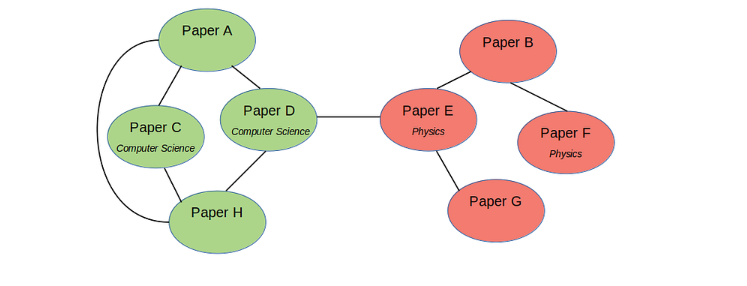 Paper A
Paper B
Paper C
Computer Science
Paper D
Computer Science
Paper E
Physics
Paper F
Physics
Paper H
Paper G